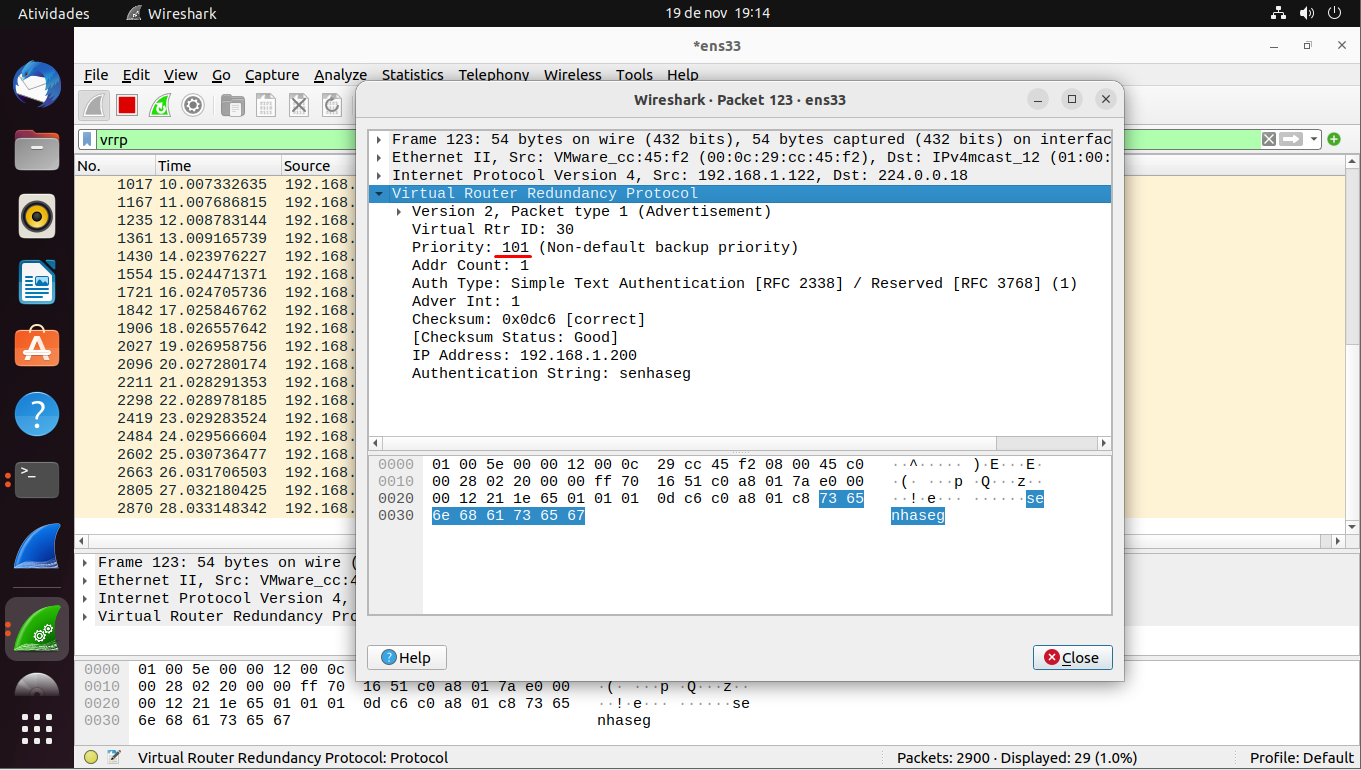 Atividades Wireshark 19 de nov 19:14
*ens33
File Edit View Go Capture Analyze Statistics Telephony Wireless Tools Help
vrrp
No. Time Source
1017 10.007332635 192.168.
1167 11.007686815 192.168.
1235 12.008783144 192.168.
1361 13.009165739 192.168.
1430 14.023976227 192.168.
1554 15.024471371 192.168.
1721 16.024705736 192.168.
1842 17.025846762 192.168.
1906 18.026557642 192.168.
2027 19.026958756 192.168.
2096 20.027280174 192.168.
2211 21.028291353 192.168.
2298 22.028978185 192.168.
2419 23.029283524 192.168.
2484 24.029566604 192.168.
2602 25.030736477 192.168.
2663 26.031706503 192.168.
2805 27.032180425 192.168.
2870 28.033148342 192.168.
Wireshark · Packet 123 · ens33
Frame 123: 54 bytes on wire (432 bits), 54 bytes captured (432 bits) on interfac
Ethernet II, Src: VMware_cc:45:f2 (00:0c:29:cc:45:f2), Dst: IPv4mcast_12 (01:00:
Internet Protocol Version 4, Src: 192.168.1.122, Dst: 224.0.0.18
Virtual Router Redundancy Protocol
Version 2, Packet type 1 (Advertisement)
Virtual Rtr ID: 30
Priority: 101 (Non-default backup priority)
Addr Count: 1
Auth Type: Simple Text Authentication [RFC 2338] / Reserved [RFC 3768] (1)
Adver Int: 1
Checksum: 0x0dc6 [correct]
[Checksum Status: Good]
IP Address: 192.168.1.200
Authentication String: senhaseg
0000 01 00 5e 00 00 12 00 0c 29 cc 45 f2 08 00 45 c0 ··^····· )·E···E·
0010 00 28 02 20 00 00 ff 70 16 51 c0 a8 01 7a e0 00 ·(· ···p ·Q···z··
0020 00 12 21 1e 65 01 01 01 0d c6 c0 a8 01 c8 73 65 ··!·e··· ······se
0030 6e 68 61 73 65 67 nhaseg
Help
Close
Frame 123: 54 bytes on wire (
Ethernet II, Src: VMware_cc:4
Internet Protocol Version 4,
Virtual Router Redundancy Pro
0000 01 00 5e 00 00 12 00 0c
0010 00 28 02 20 00 00 ff 70 16 51 c0 a8 01 7a e0 00 ·(· ···p ·Q···z··
0020 00 12 21 1e 65 01 01 01 0d c6 c0 a8 01 c8 73 65 ··!·e··· ······se
0030 6e 68 61 73 65 67 nhaseg
Virtual Router Redundancy Protocol: Protocol Packets: 2900 · Displayed: 29 (1.0%) Profile: Default